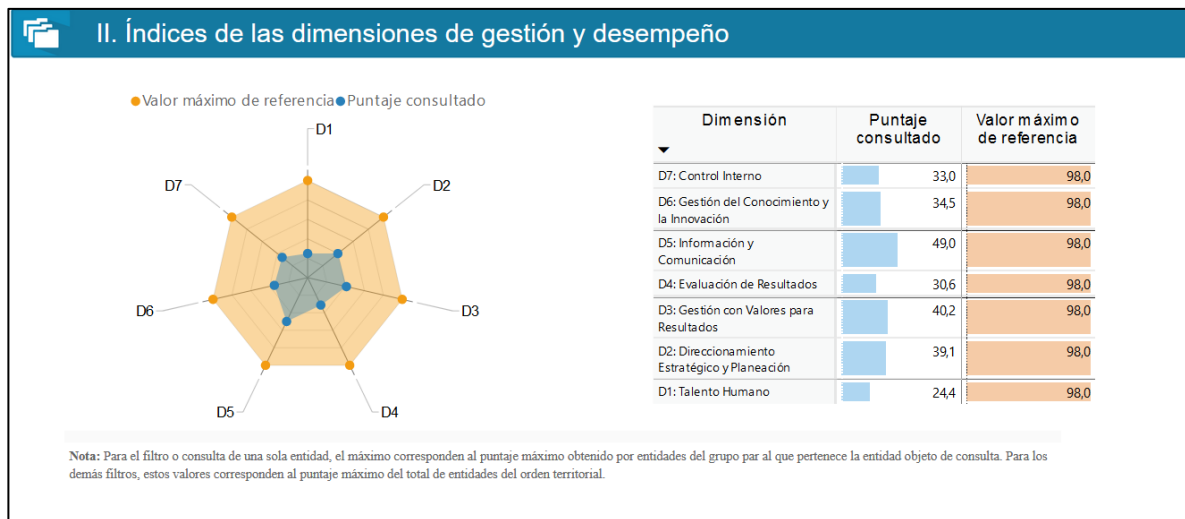 II. Índices de las dimensiones de gestión y desempeño
Valor máximo de referencia Puntaje consultado
D1
D7
D2
D6
D3
D5
D4
Dimensión Puntaje consultado Valor máximo de referencia
D7: Control Interno 33,0 98,0
D6: Gestión del Conocimiento y
la Innovación 34,5 98,0
D5: Información y
Comunicación 49,0 98,0
D4: Evaluación de Resultados 30,6 98,0
D3: Gestión con Valores para
Resultados 40,2 98,0
D2: Direccionamiento
Estratégico y Planeación 39,1 98,0
D1: Talento Humano 24,4 98,0
Nota: Para el filtro o consulta de una sola entidad, el máximo corresponden al puntaje máximo obtenido por entidades del grupo par al que pertenece la entidad objeto de consulta. Para los
demás filtros, estos valores corresponden al puntaje máximo del total de entidades del orden territorial.